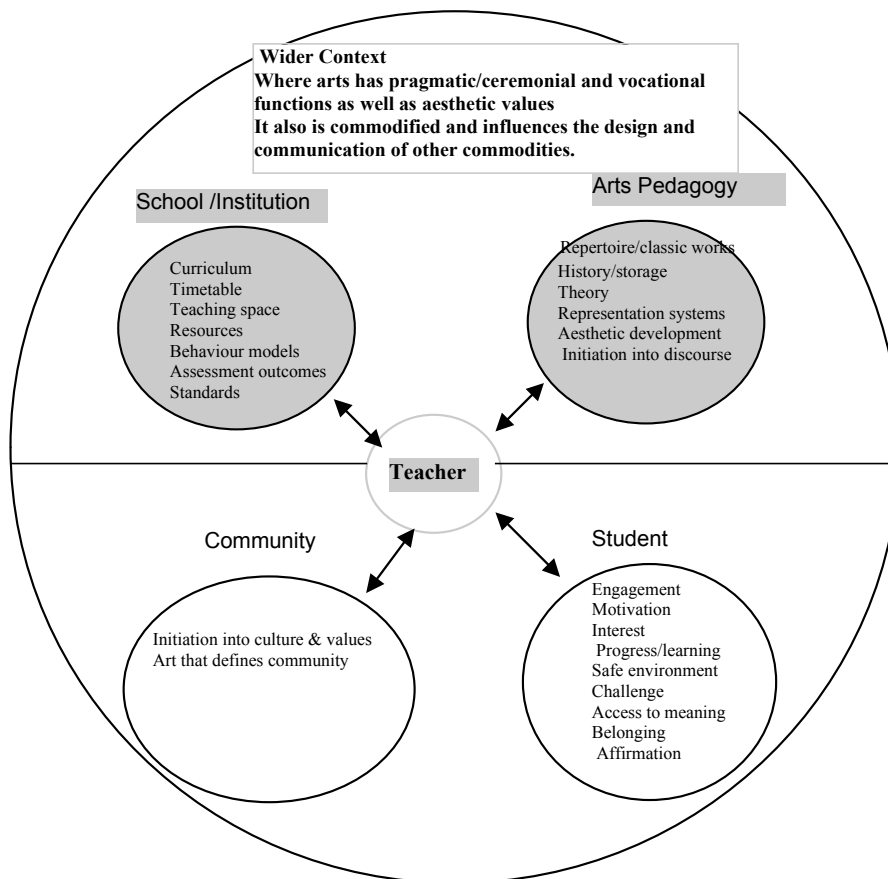 Wider Context
Where arts has pragmatic/ceremonial and vocational
functions as well as aesthetic values
It also is commodified and influences the design and
communication of other commodities.
School /Institution
Curriculum
Timetable
Teaching space
Resources
Behaviour models
Assessment outcomes
Standards
Arts Pedagogy
Repertoire/classic works
History/storage
Theory
Representation systems
Aesthetic development
Initiation into discourse
Teacher
Community
Initiation into culture & values
Art that defines community
Student
Engagement
Motivation
Interest
Progress/learning
Safe environment
Challenge
Access to meaning
Belonging
Affirmation